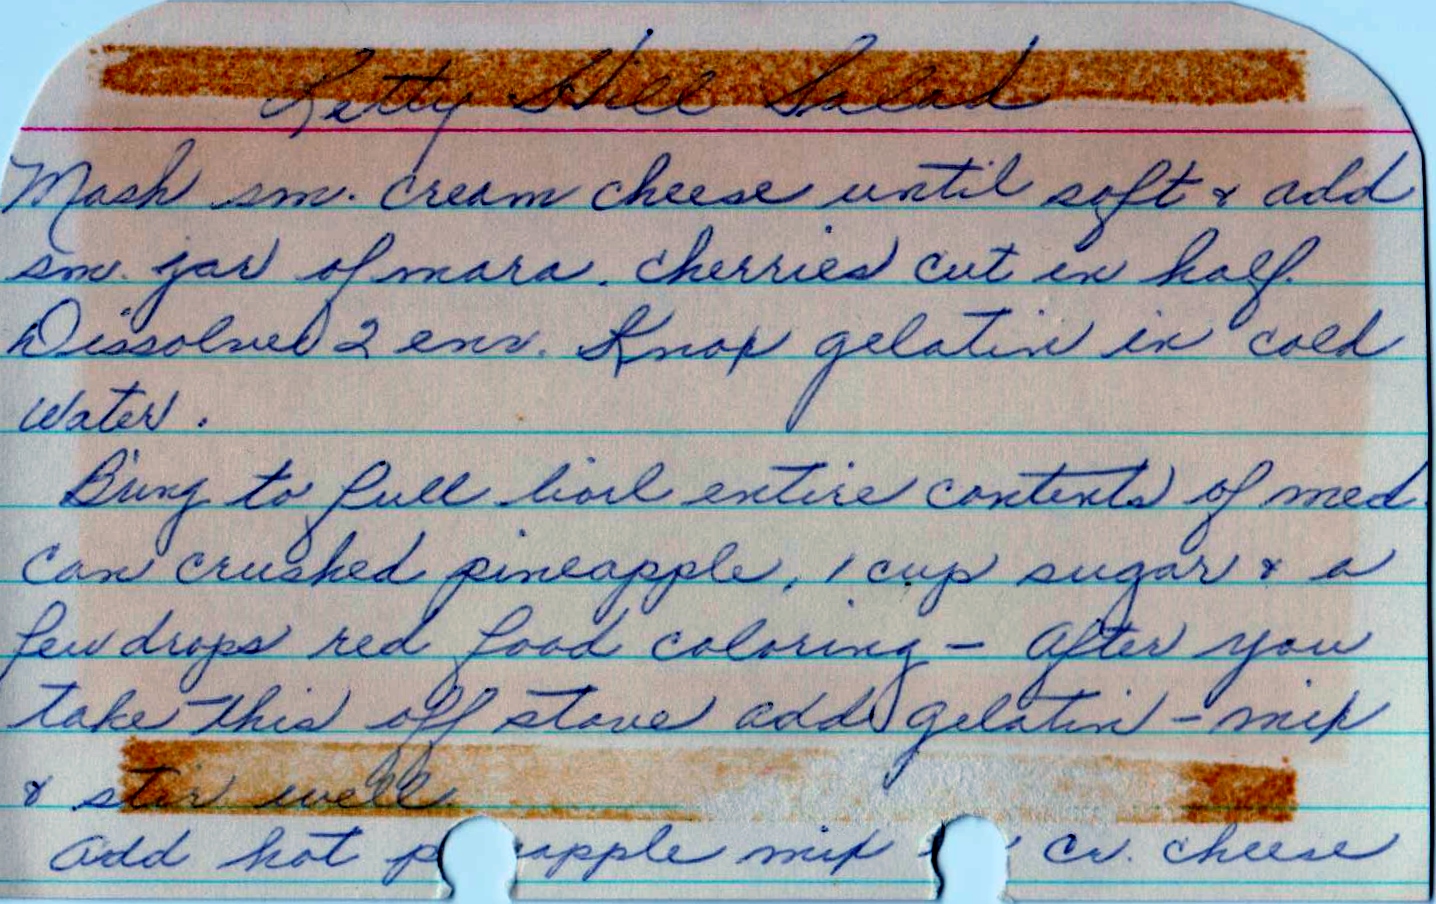 Letty Hill Salad
Mash sm. cream cheese until soft & add
sm. jar of mara. cherries cut in half.
Dissolve 2 env. Knox gelatin in cold
water.
Bring to full boil entire contents of med.
can crushed pineapple, 1 cup sugar & a
few drops red food coloring - After you
take this off stove add gelatin - mix
& stir well.
Add hot p apple mix cr. cheese